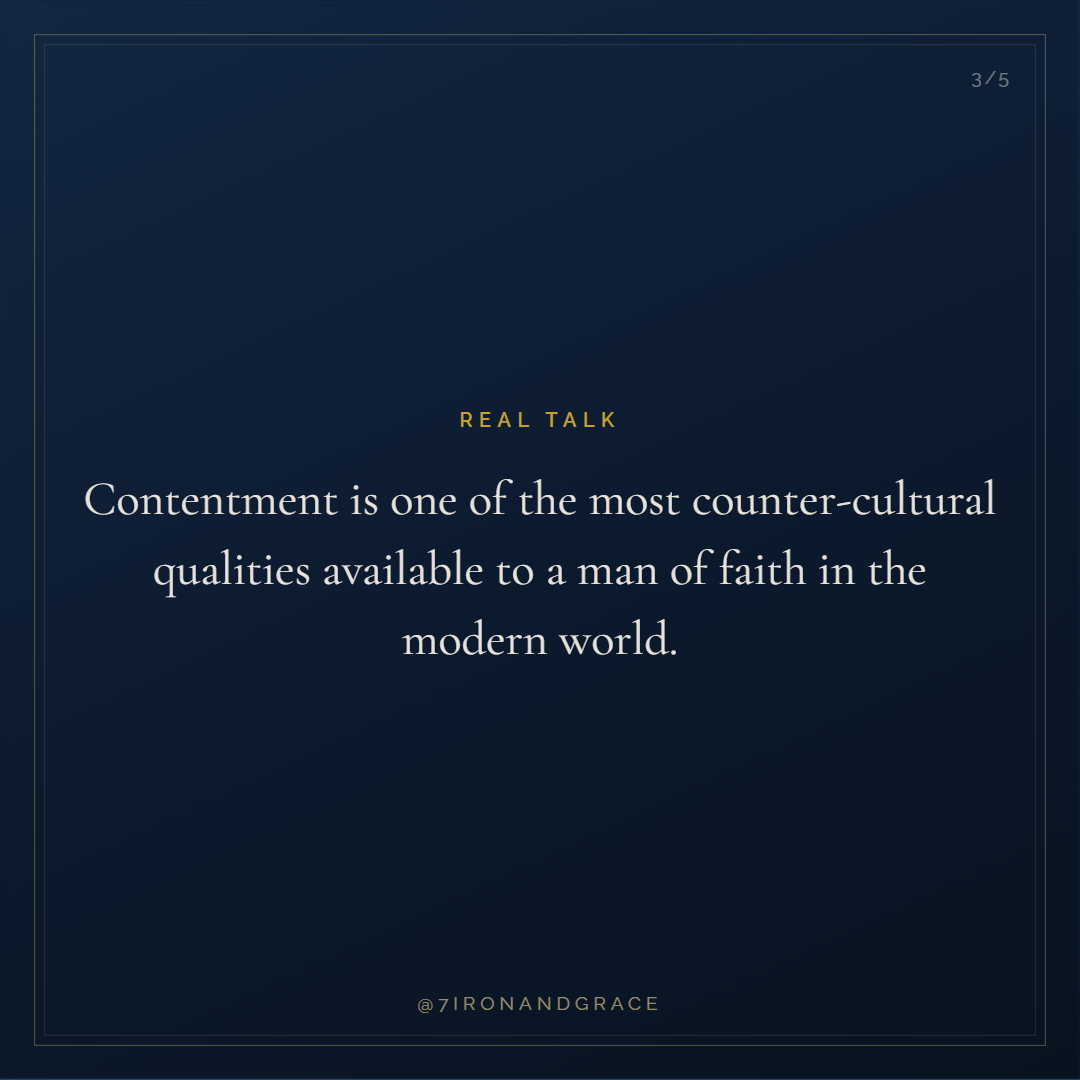 3/5
REAL TALK
Contentment is one of the most counter-cultural
qualities available to a man of faith in the
modern world.
@7IRONANDGRACE